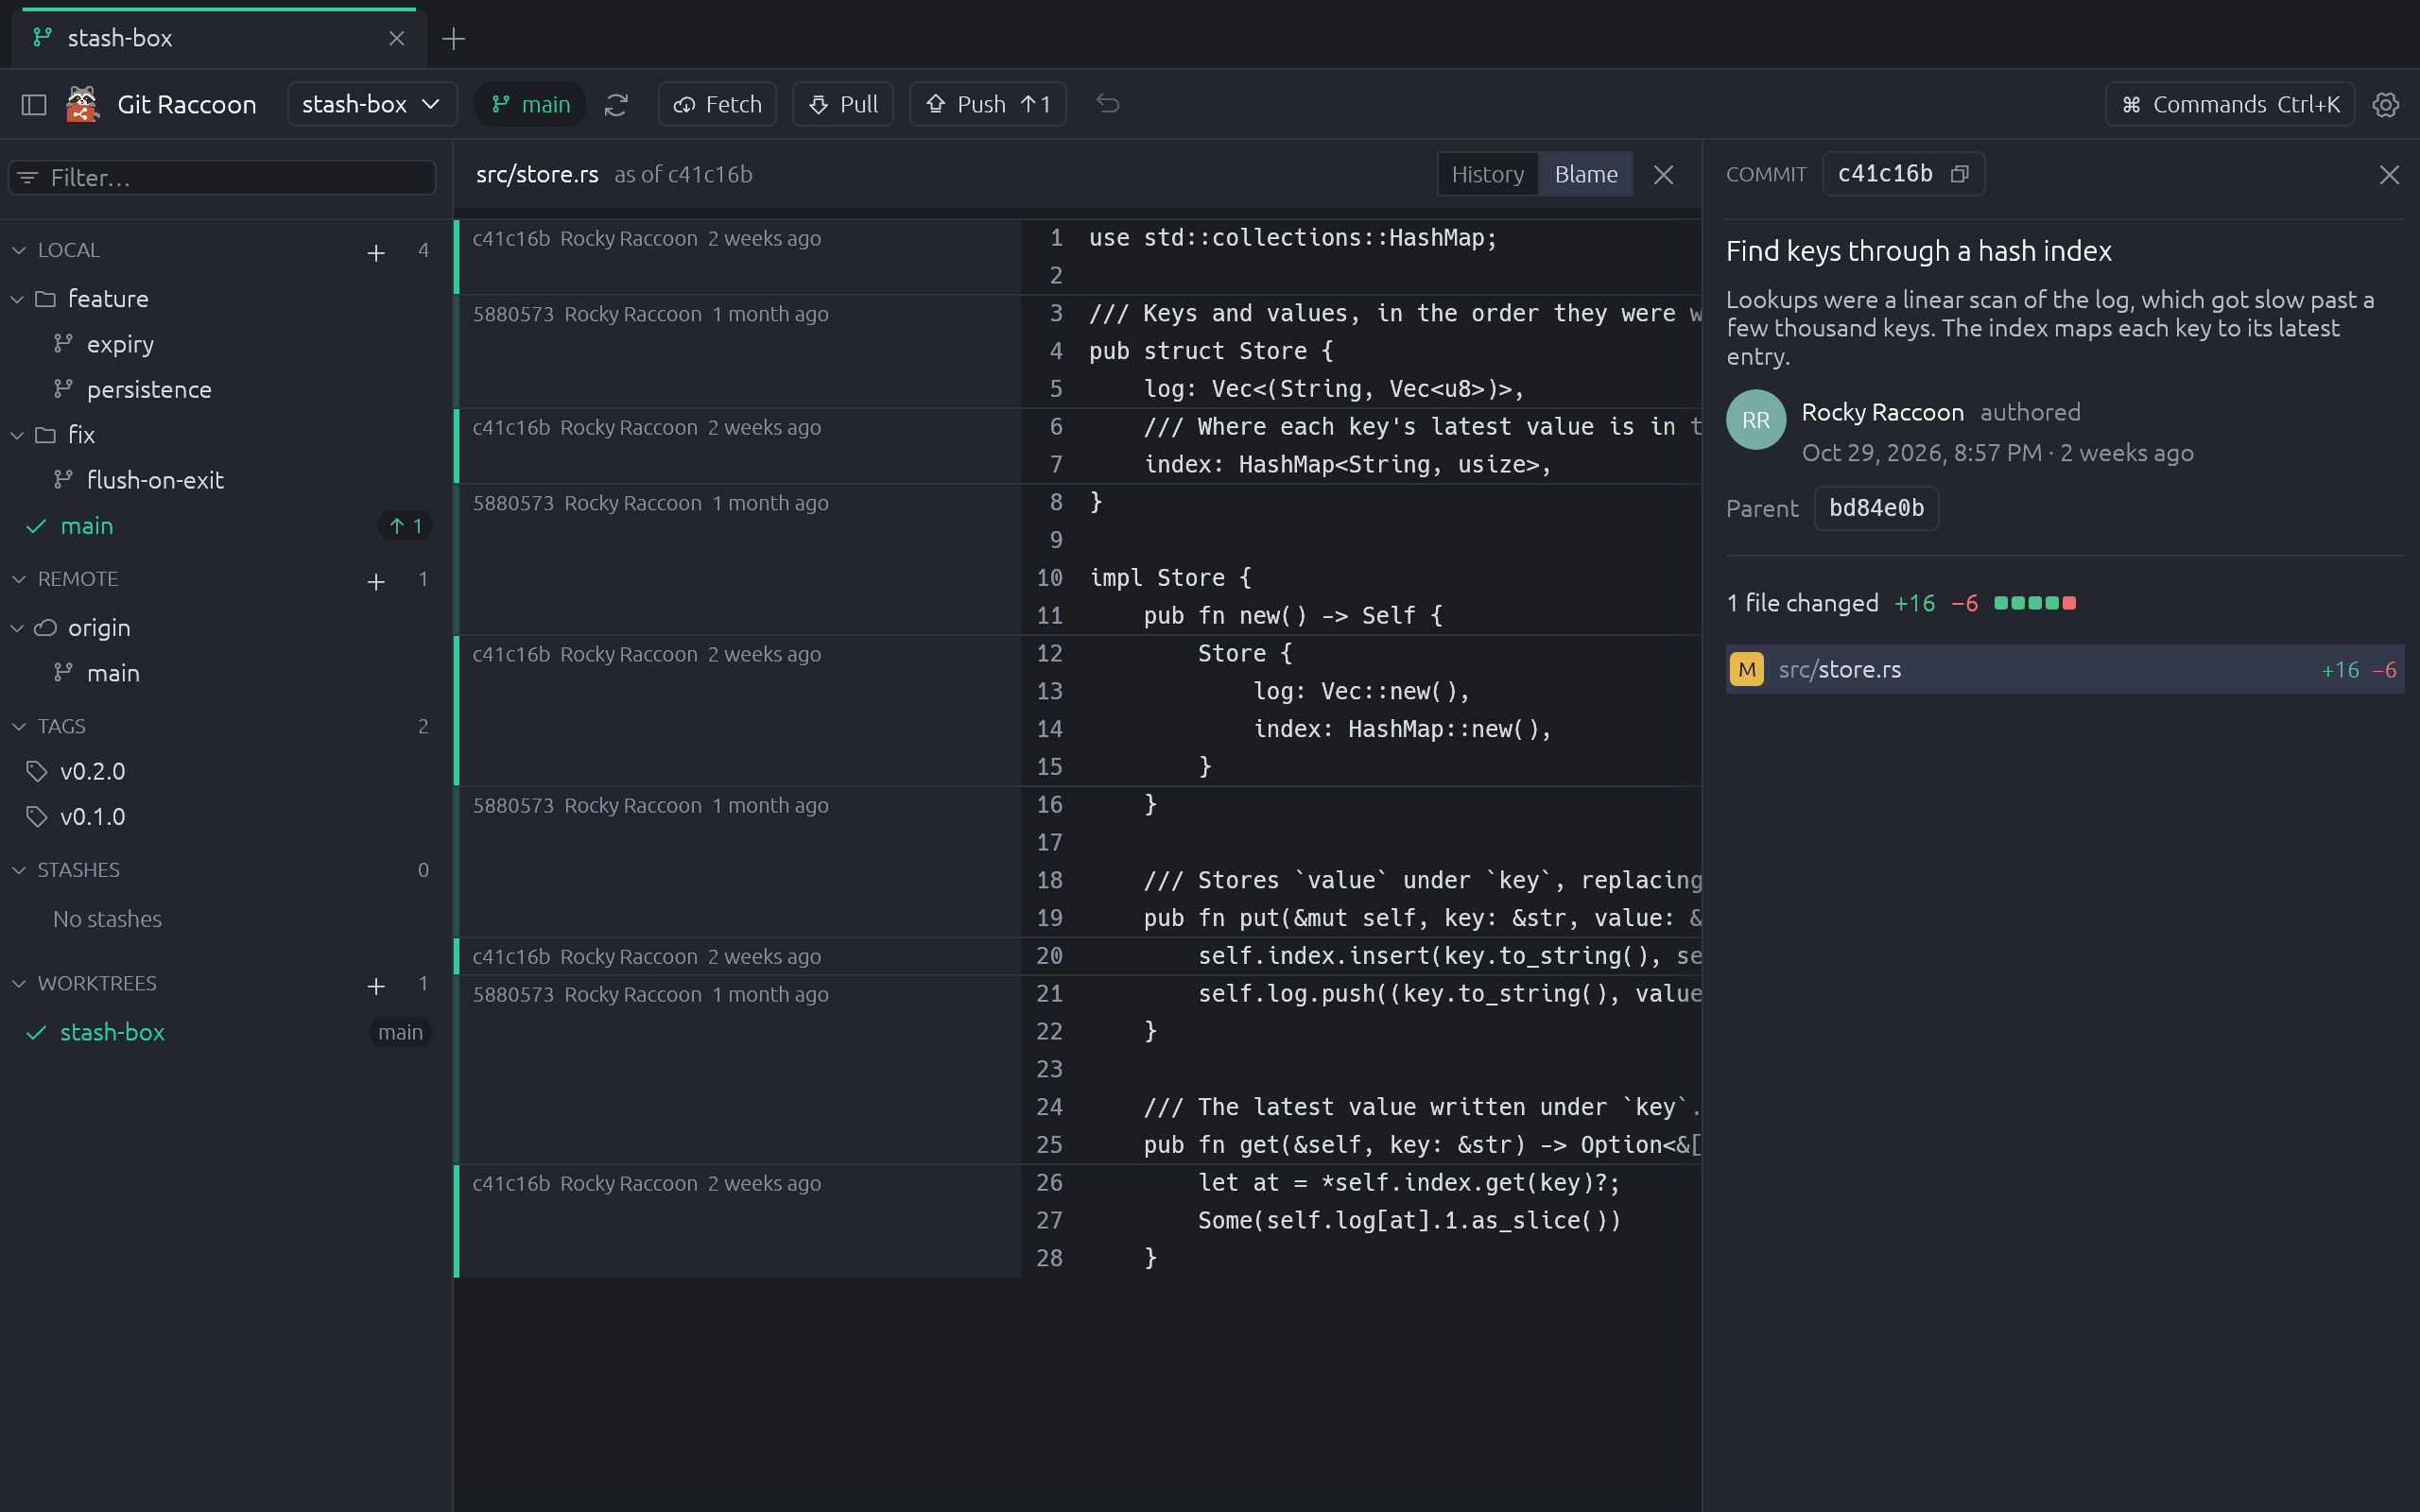 stash-box
Git Raccoon stash-box main Fetch Pull Push ↑1 Commands Ctrl+K
Filter…
LOCAL 4
feature
expiry
persistence
fix
flush-on-exit
main ↑ 1
REMOTE 1
origin
main
TAGS 2
v0.2.0
v0.1.0
STASHES 0
No stashes
WORKTREES 1
stash-box main
src/store.rs as of c41c16b History Blame
c41c16b Rocky Raccoon 2 weeks ago 1 use std::collections::HashMap;
2
5880573 Rocky Raccoon 1 month ago 3 /// Keys and values, in the order they were w
4 pub struct Store {
5 log: Vec<(String, Vec<u8>)>,
c41c16b Rocky Raccoon 2 weeks ago 6 /// Where each key's latest value is in t
7 index: HashMap<String, usize>,
5880573 Rocky Raccoon 1 month ago 8 }
9
10 impl Store {
11 pub fn new() -> Self {
c41c16b Rocky Raccoon 2 weeks ago 12 Store {
13 log: Vec::new(),
14 index: HashMap::new(),
15 }
5880573 Rocky Raccoon 1 month ago 16 }
17
18 /// Stores `value` under `key`, replacing
19 pub fn put(&mut self, key: &str, value: &
c41c16b Rocky Raccoon 2 weeks ago 20 self.index.insert(key.to_string(), se
5880573 Rocky Raccoon 1 month ago 21 self.log.push((key.to_string(), value
22 }
23
24 /// The latest value written under `key`.
25 pub fn get(&self, key: &str) -> Option<&[
c41c16b Rocky Raccoon 2 weeks ago 26 let at = *self.index.get(key)?;
27 Some(self.log[at].1.as_slice())
28 }
COMMIT c41c16b
Find keys through a hash index
Lookups were a linear scan of the log, which got slow past a
few thousand keys. The index maps each key to its latest
entry.
RR Rocky Raccoon authored
Oct 29, 2026, 8:57 PM · 2 weeks ago
Parent bd84e0b
1 file changed +16 −6
M src/store.rs +16 −6